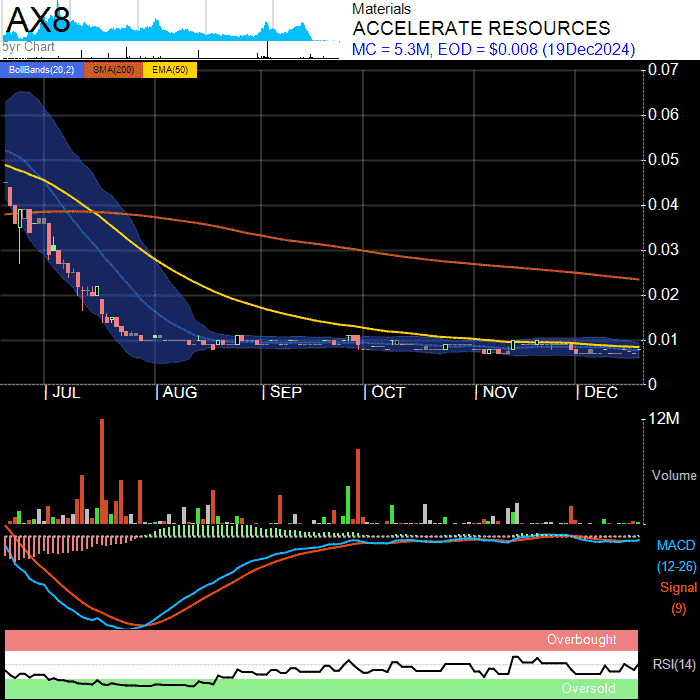 AX8
5yr Chart
Materials
ACCELERATE RESOURCES
MC = 5.3M, EOD = $0.008 (19Dec2024)
BollBands(20,2) SMA(200) EMA(50)
0.07
0.06
0.05
0.04
0.03
0.02
0.01
0
JUL AUG SEP OCT NOV DEC
12M
Volume
MACD
(12-26)
Signal
(9)
Overbought
RSI(14)
Oversold